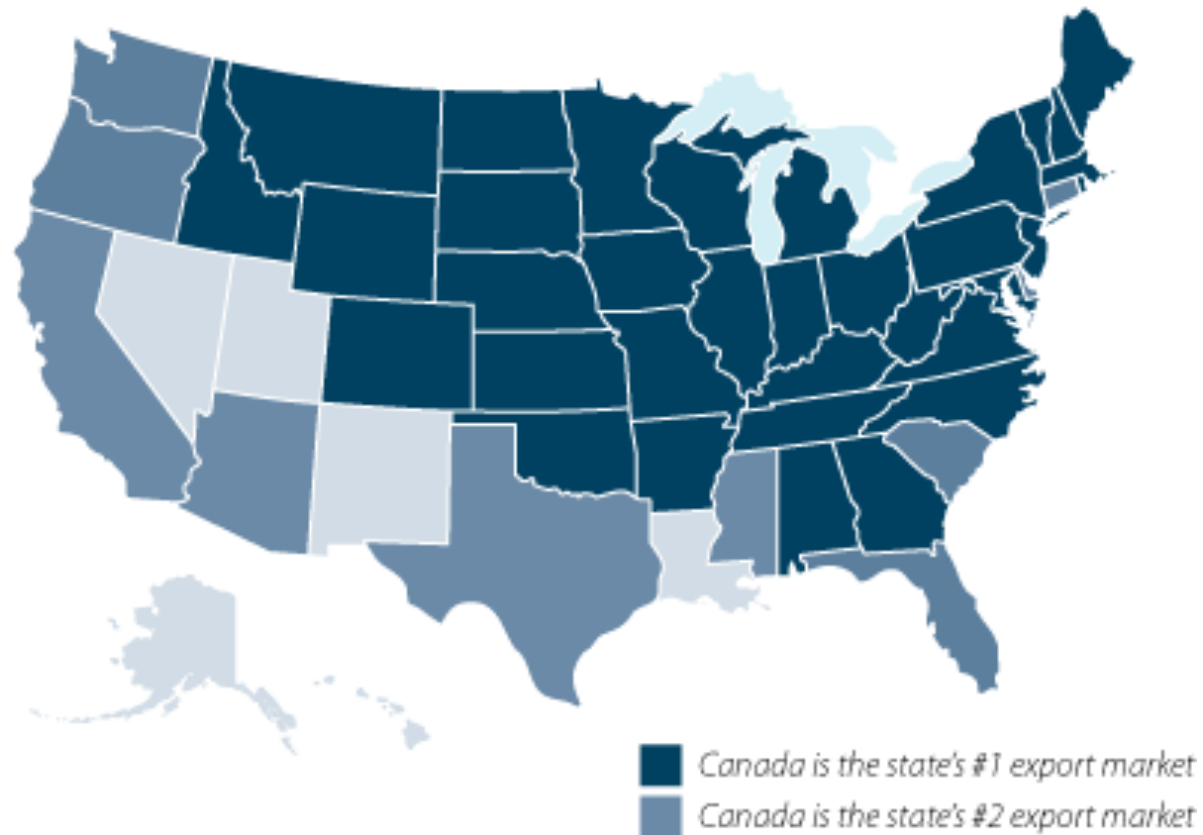 Canada is the state's #1 export market
Canada is the state's #2 export market